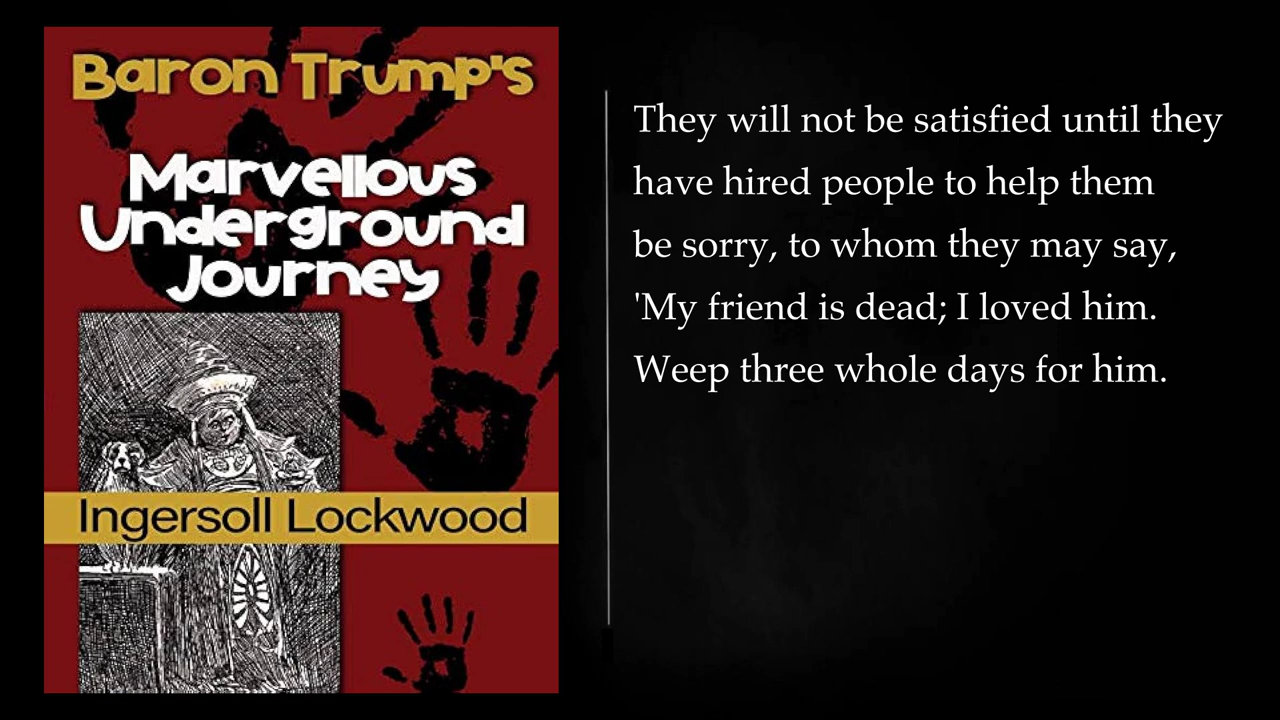 Baron Trump's
Marvellous
Underground
Journey
Ingersoll Lockwood
They will not be satisfied until they
have hired people to help them
be sorry, to whom they may say,
'My friend is dead; I loved him.
Weep three whole days for him.